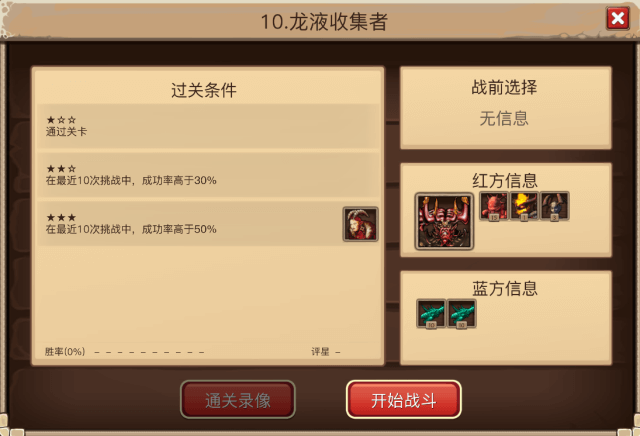 10.龙液收集者
过关条件
★☆☆
通过关卡
★★☆
在最近10次挑战中，成功率高于30%
★★★
在最近10次挑战中，成功率高于50%
胜率(0%) - - - - - - - - - -
评星 -
战前选择
无信息
红方信息
蓝方信息
10
通关录像
开始战斗